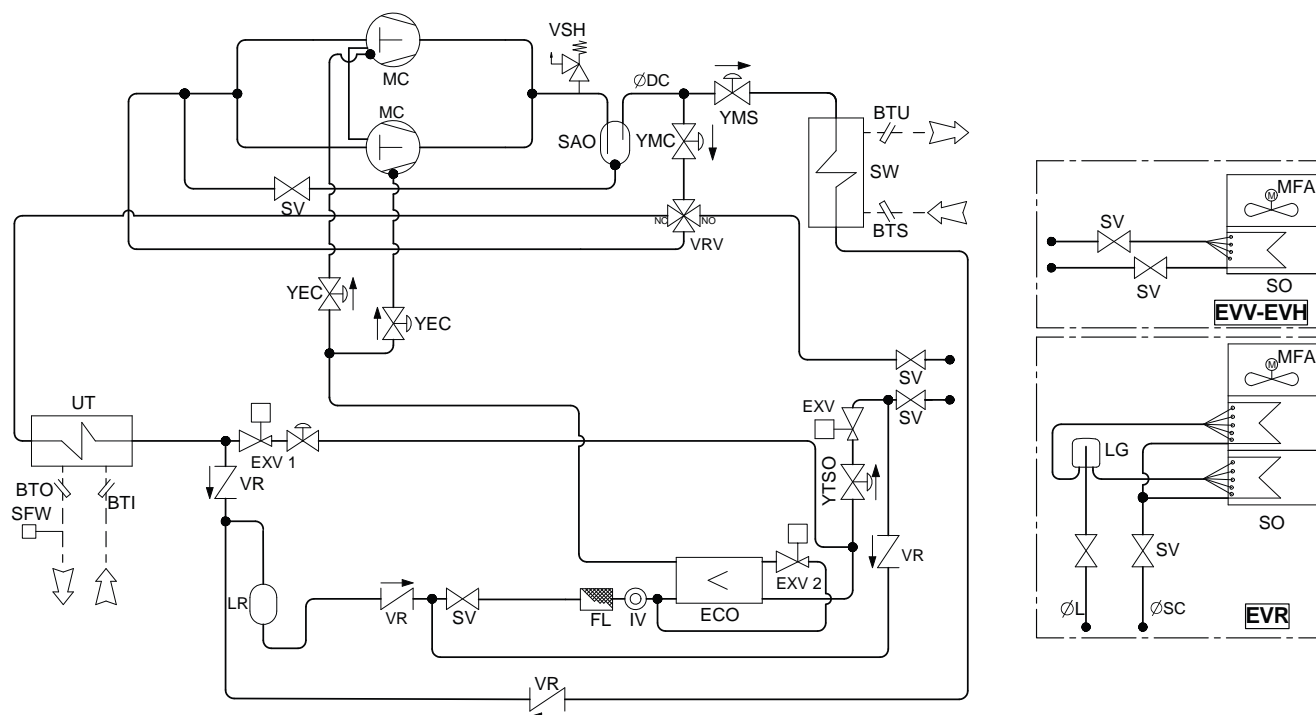 VSH
MC
ØDC
YMS
BTU
MC
SAO
YMC
SW
MFA
M
SV
NC
NO
VRV
BTS
SV
SV
SO
EVV-EVH
YEC
YEC
SV
MFA
M
UT
EXV
SV
EXV 1
YTSO
LG
BTO
BTI
VR
SFW
SO
VR
SV
EXV 2
LR
VR
SV
FL
IV
ECO
ØL
ØSC
EVR
VR